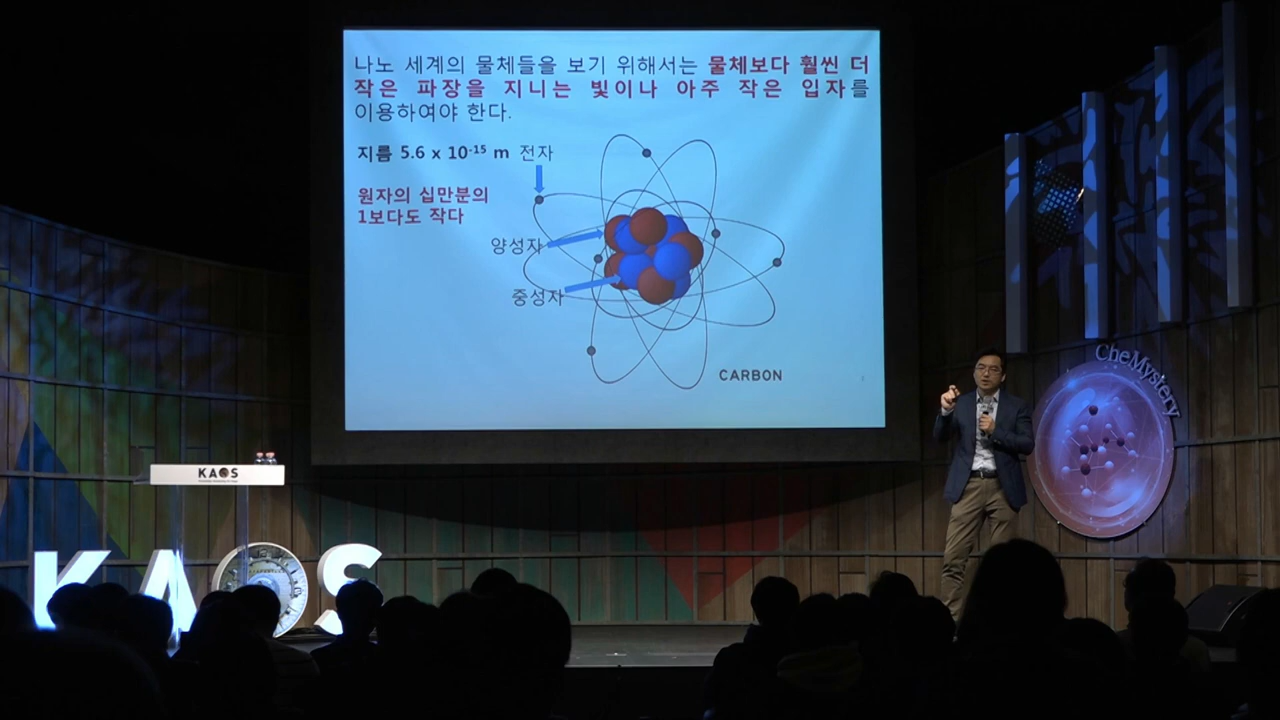 나노 세계의 물체들을 보기 위해서는 물체보다 훨씬 더
작은 파장을 지니는 빛이나 아주 작은 입자를
이용하여야 한다.
지름 5.6 x 10⁻¹⁵ m 전자
원자의 십만분의
1보다도 작다
양성자
중성자
CARBON
CheMystery
KAOS
KAOS